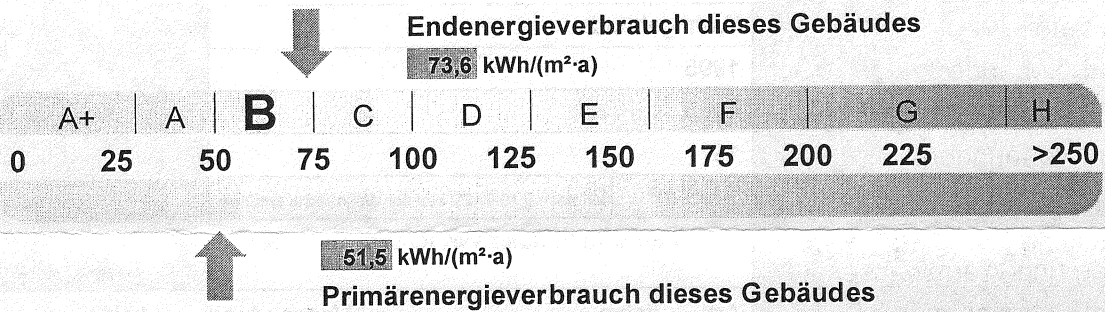 Endenergieverbrauch dieses Gebäudes
73,6 kWh/(m²·a)
A+ A B C D E F G H
0 25 50 75 100 125 150 175 200 225 >250
51,5 kWh/(m²·a)
Primärenergieverbrauch dieses Gebäudes